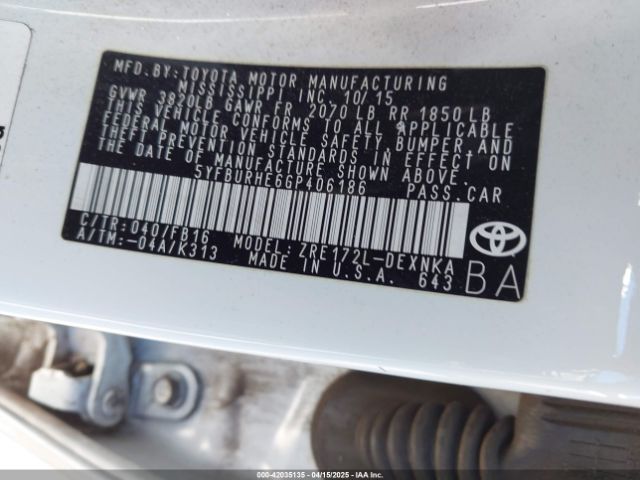 MFD.BY:TOYOTA MOTOR MANUFACTURING
MISSISSIPPI, INC. 10/15
GVWR 3820LB GAWR FR 2070 LB RR 1850 LB
THIS VEHICLE CONFORMS TO ALL APPLICABLE
FEDERAL MOTOR VEHICLE SAFETY, BUMPER, AND
THEFT PREVENTION STANDARDS IN EFFECT ON
THE DATE OF MANUFACTURE SHOWN ABOVE.
5YFBURHE6GP406186 PASS.CAR
C/TR:040/FB16 MODEL:ZRE172L-DEXNKA
A/TM:-04A/K313 MADE IN U.S.A. 643
BA
000-42035135 - 04/15/2025 - IAAI.COM